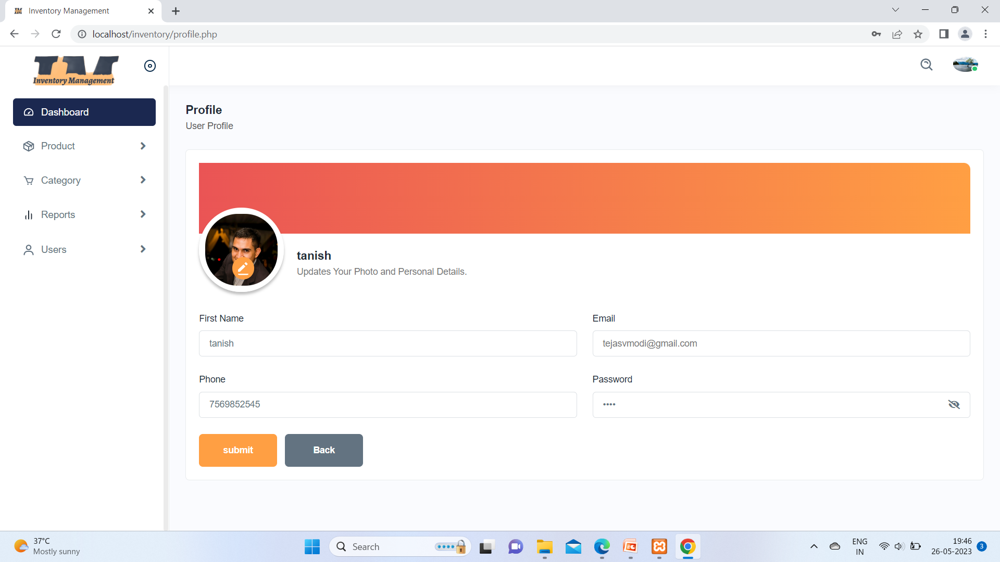 Inventory Management
localhost/inventory/profile.php
Inventory Management
Dashboard
Product
Category
Reports
Users
Profile
User Profile
tanish
Updates Your Photo and Personal Details.
First Name
Email
tanish
tejasvmodi@gmail.com
Phone
Password
7569852545
••••
submit
Back
37°C
Mostly sunny
Search
ENG
IN
19:46
26-05-2023
3